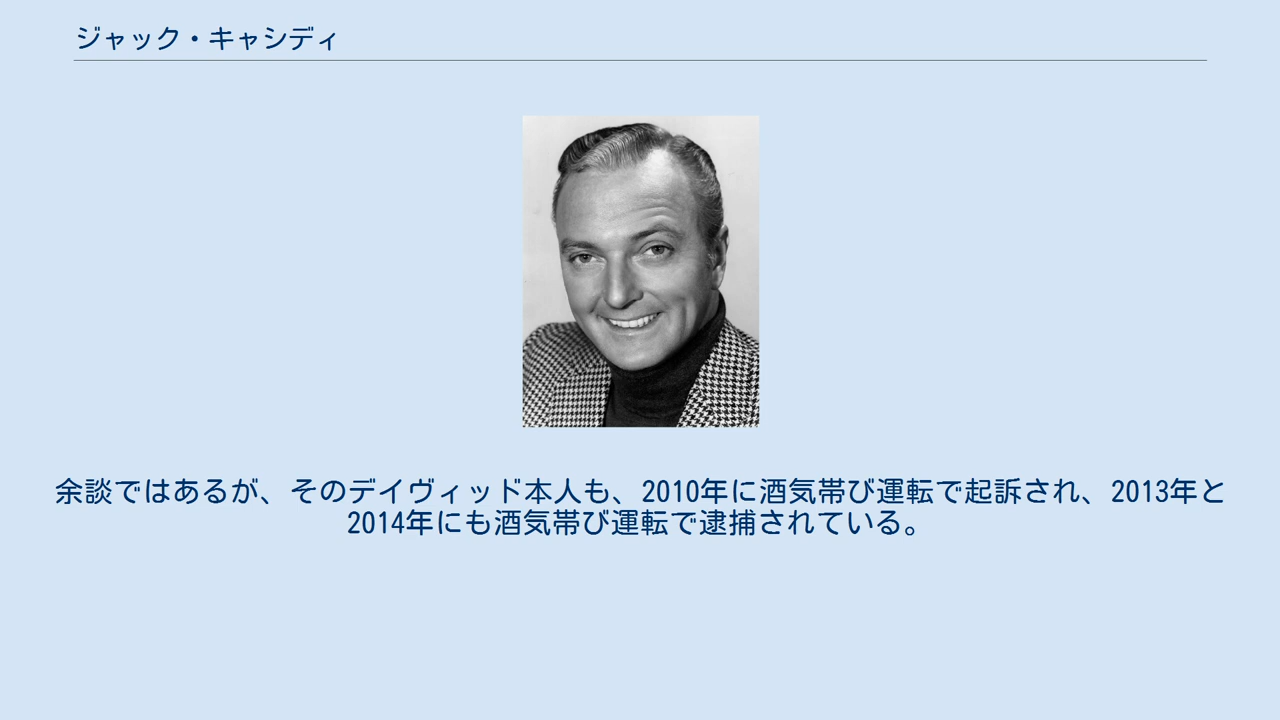 ジャック・キャシディ
余談ではあるが、そのデイヴィッド本人も、2010年に酒気帯び運転で起訴され、2013年と
2014年にも酒気帯び運転で逮捕されている。